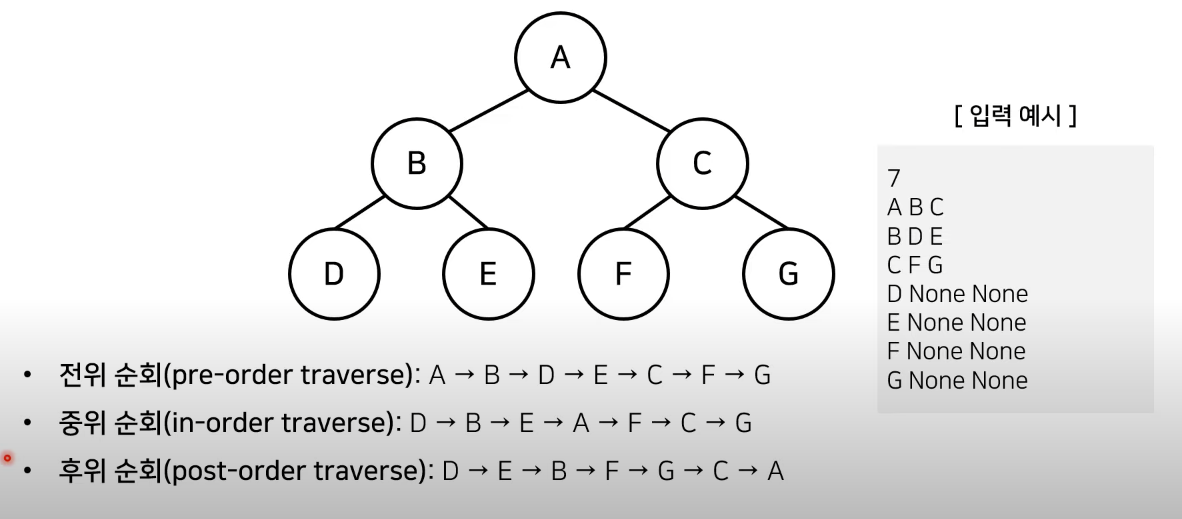 A
B
C
D
E
F
G
[ 입력 예시 ]
7
A B C
B D E
C F G
D None None
E None None
F None None
G None None
• 전위 순회(pre-order traverse): A → B → D → E → C → F → G
• 중위 순회(in-order traverse): D → B → E → A → F → C → G
• 후위 순회(post-order traverse): D → E → B → F → G → C → A